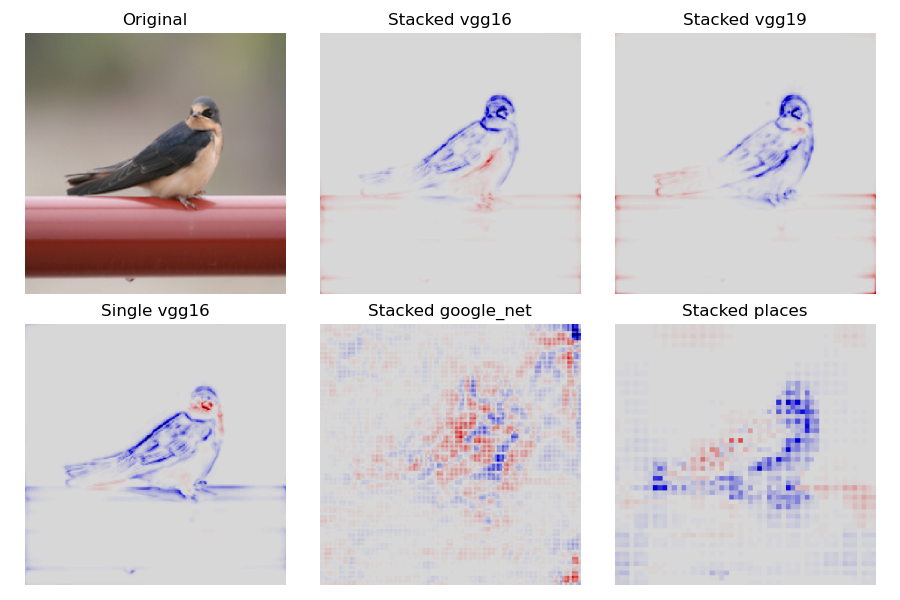 Original
Stacked vgg16
Stacked vgg19
Single vgg16
Stacked google_net
Stacked places